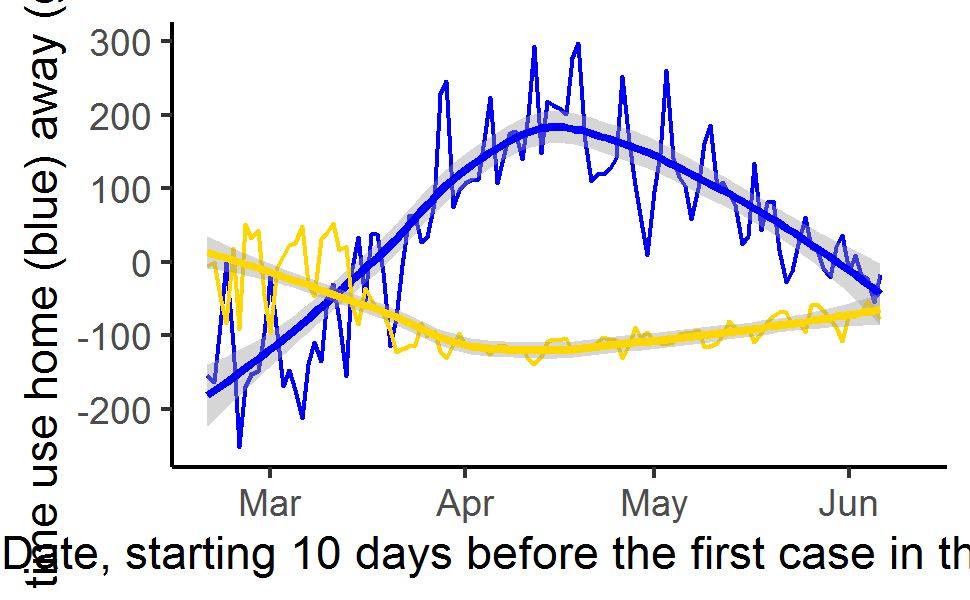 time use home (blue) away (
300
200
100
0
-100
-200
Mar Apr May Jun
Date, starting 10 days before the first case in th